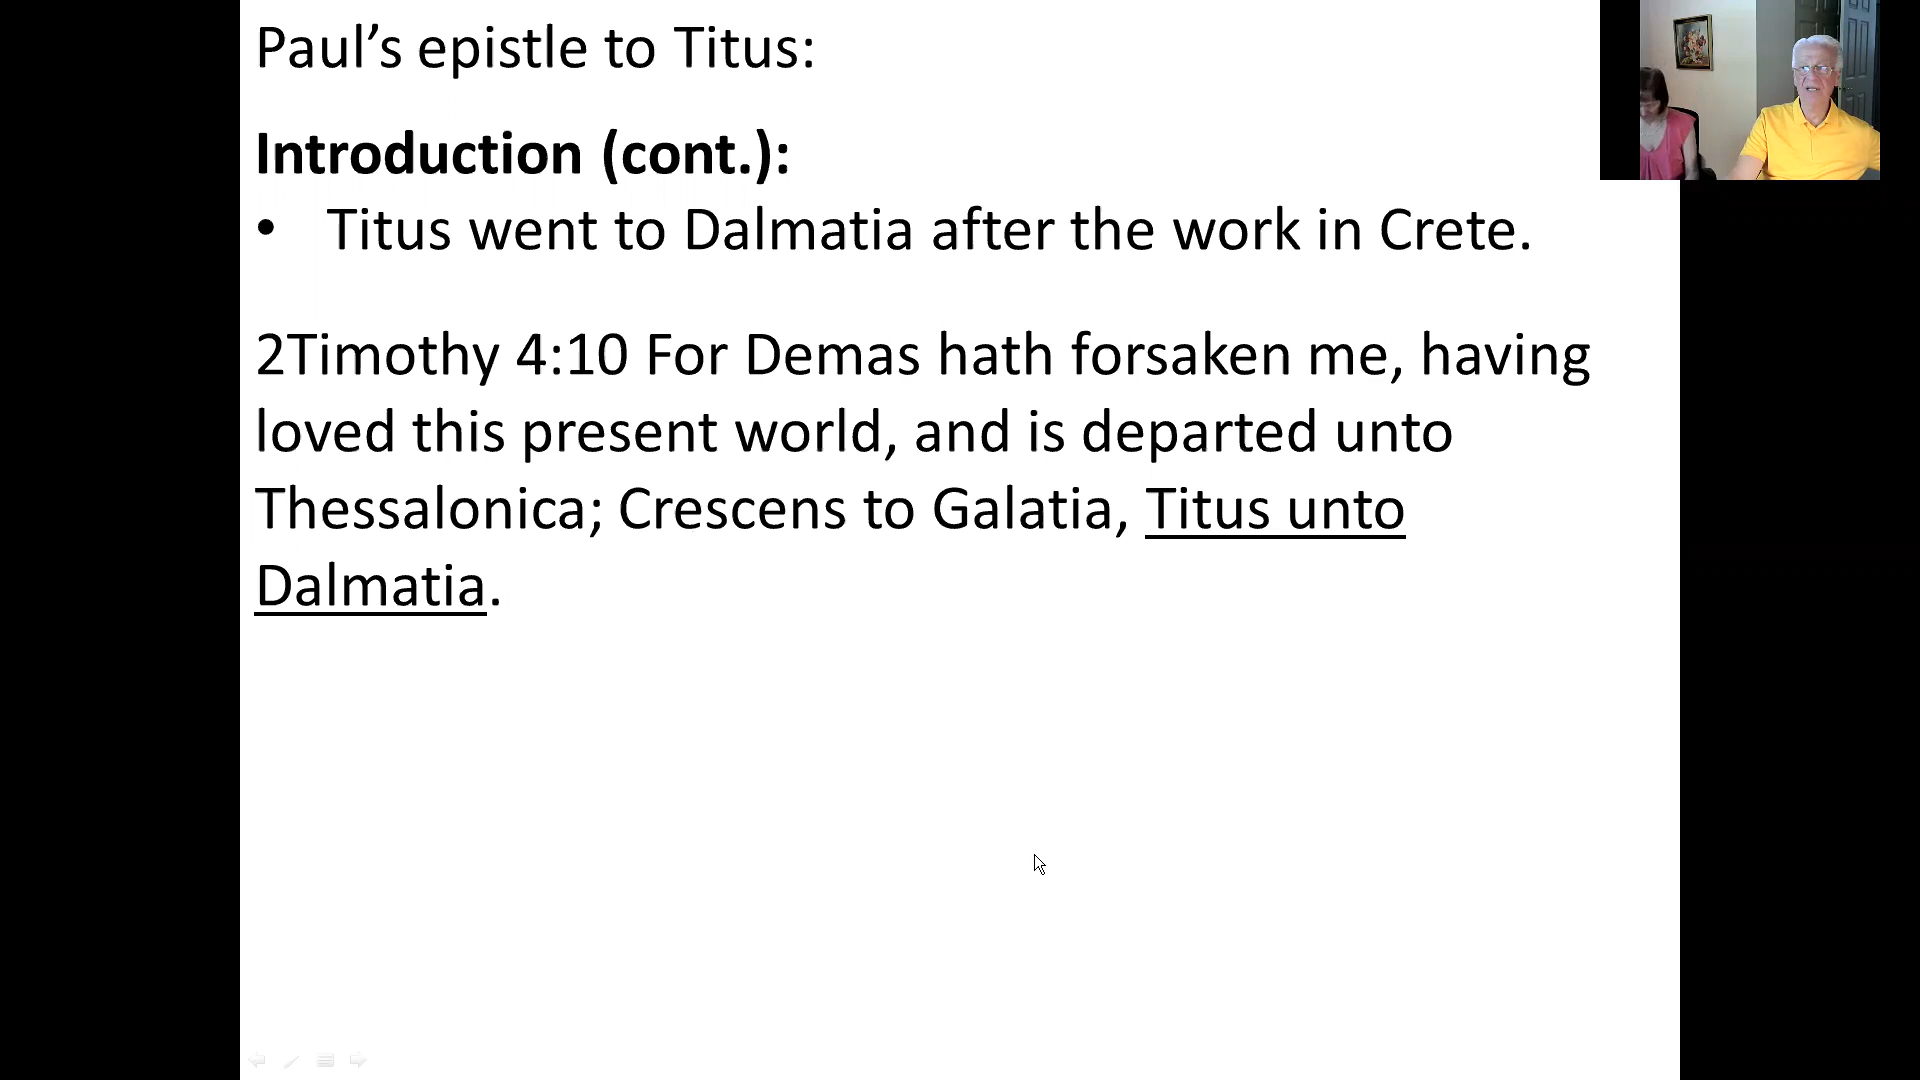 Paul’s epistle to Titus:
Introduction (cont.):
• Titus went to Dalmatia after the work in Crete.
2Timothy 4:10 For Demas hath forsaken me, having
loved this present world, and is departed unto
Thessalonica; Crescens to Galatia, Titus unto
Dalmatia.